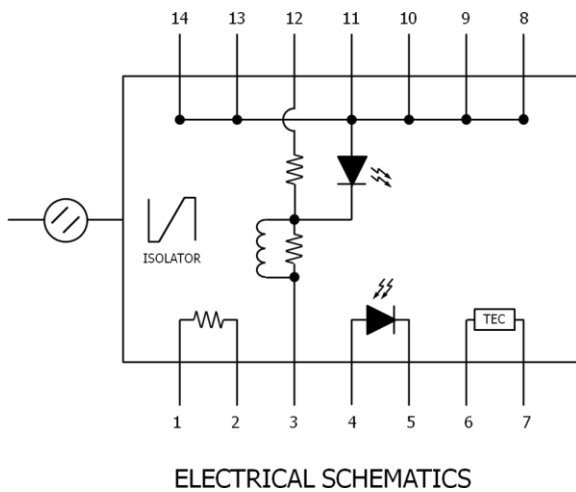 14 13 12 11 10 9 8
ISOLATOR
TEC
1 2 3 4 5 6 7
ELECTRICAL SCHEMATICS